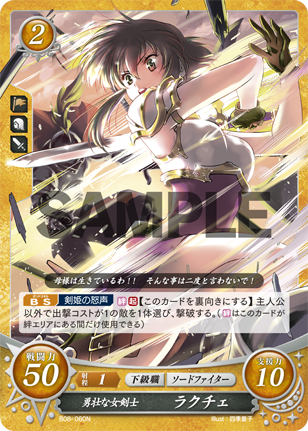 2
SAMPLE
母様は生きているわ!! そんな事は二度と言わないで!
BS 剣姫の怒声 絆 起 【このカードを裏向きにする】 主人公
以外で出撃コストが1の敵を1体選び、撃破する。(絆はこのカードが
絆エリアにある間だけ使用できる)
戦闘力 50
射程 1 下級職 ソードファイター
支援力 10
勇壮な女剣士 ラクチェ
B08-060N
Illust:四季童子